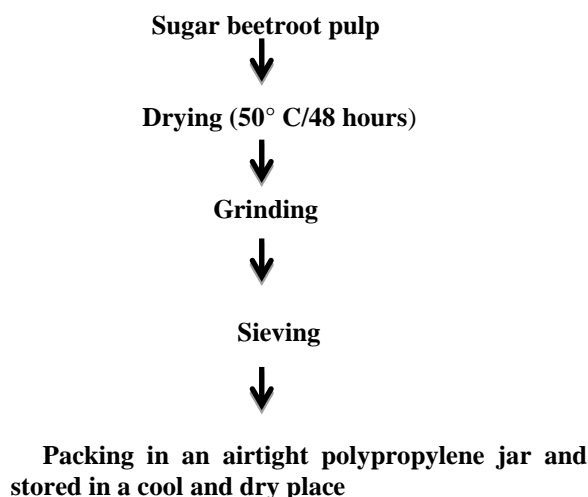 Sugar beetroot pulp
Drying (50° C/48 hours)
Grinding
Sieving
Packing in an airtight polypropylene jar and
stored in a cool and dry place